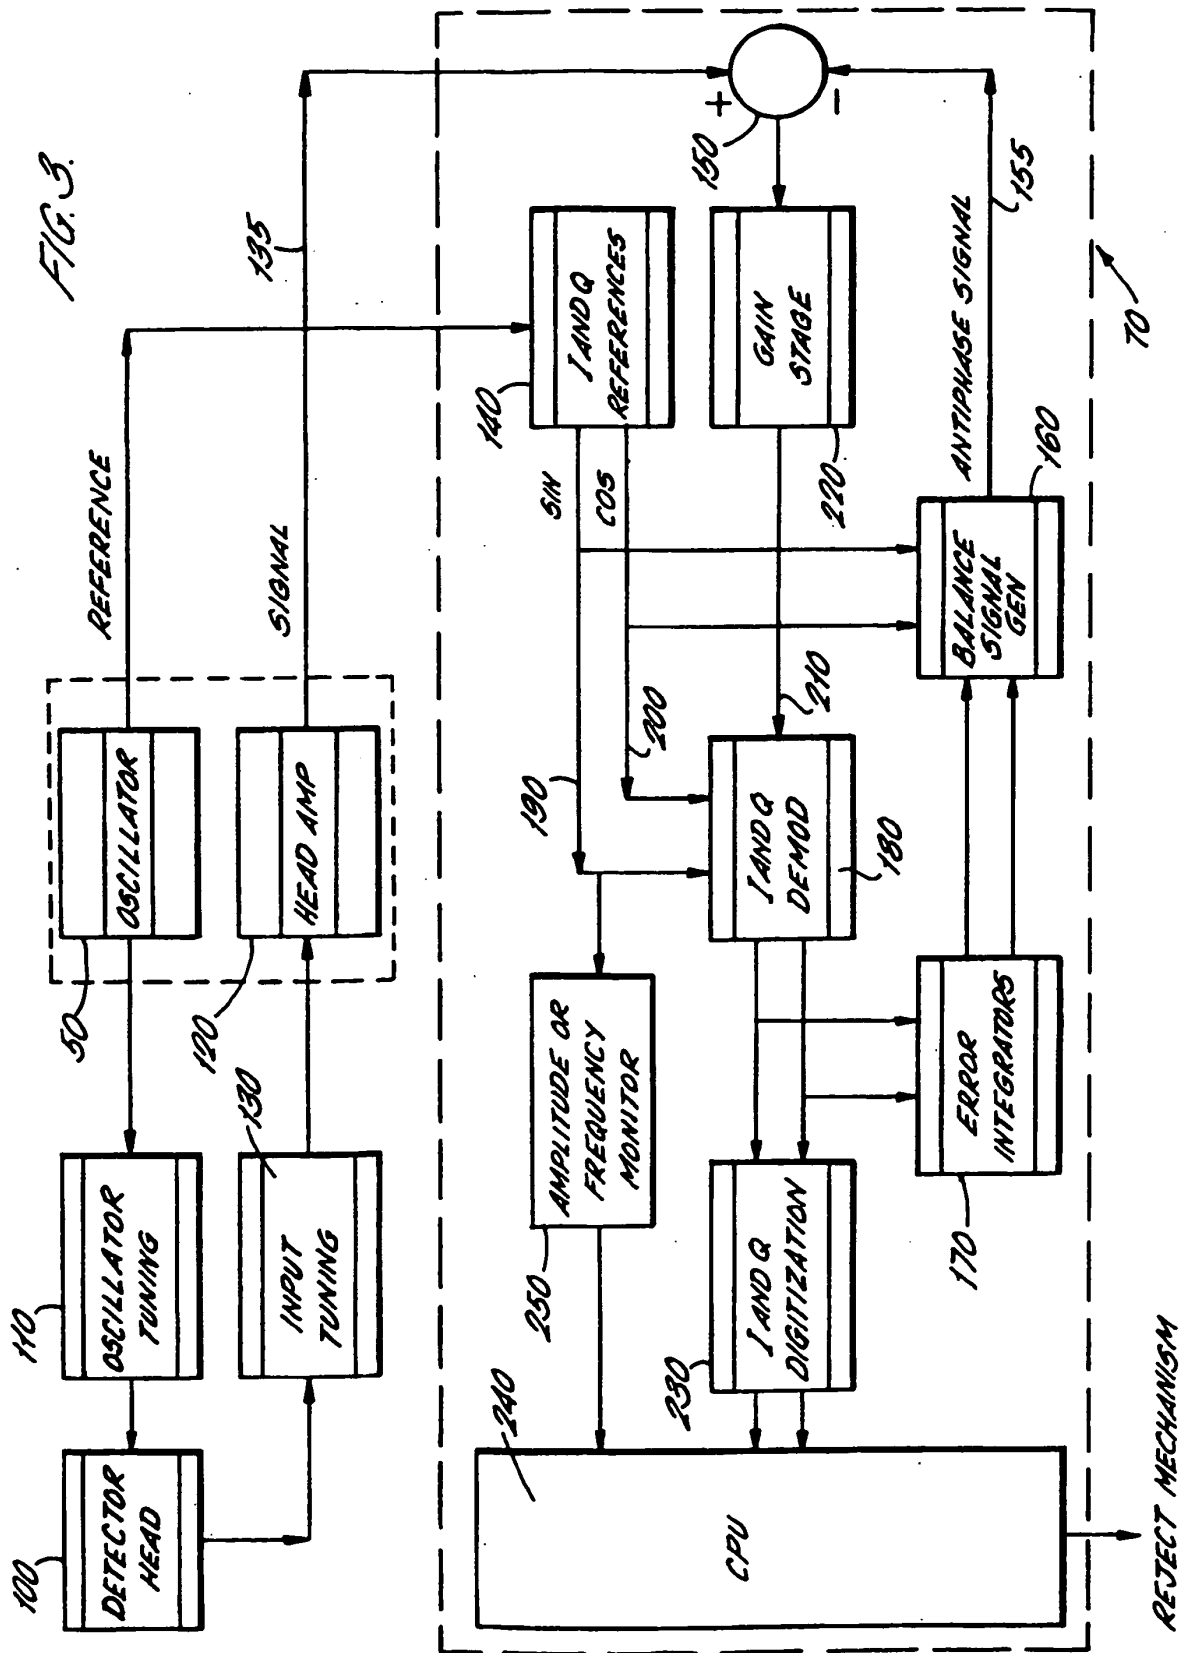 FIG. 3.
100
DETECTOR
HEAD
110
OSCILLATOR
TUNING
50
OSCILLATOR
REFERENCE
130
INPUT
TUNING
120
HEAD AMP
SIGNAL
135
240
CPU
REJECT MECHANISM
250
AMPLITUDE OR
FREQUENCY
MONITOR
190
SIN
COS
200
140
I AND Q
REFERENCES
230
I AND Q
DIGITIZATION
I AND Q
DEMOD
180
210
220
GAIN
STAGE
150
+
-
170
ERROR
INTEGRATORS
BALANCE
SIGNAL
GEN
160
ANTIPHASE SIGNAL
155
70